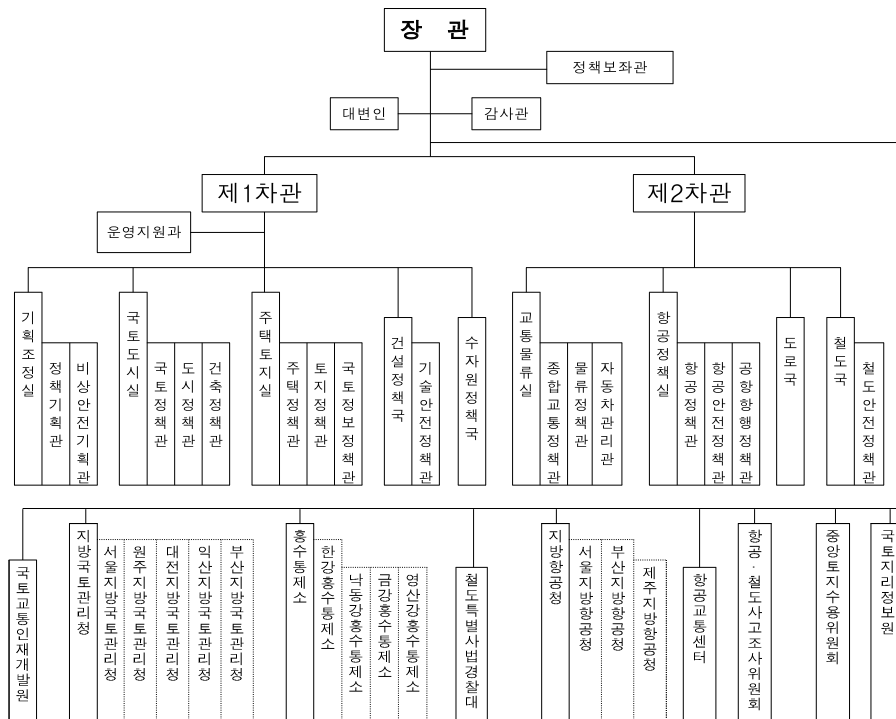 장 관
정책보좌관
대변인
감사관
제1차관
제2차관
운영지원과
기획조정실
정책기획관
비상안전기획관
국토도시실
국토정책관
도시정책관
건축정책관
주택토지실
주택정책관
토지정책관
국토정보정책관
건설정책국
기술안전정책관
수자원정책국
교통물류실
종합교통정책관
물류정책관
자동차관리관
항공정책실
항공정책관
항공안전정책관
공항항행정책관
도로국
철도국
철도안전정책관
국토교통인재개발원
지방국토관리청
서울지방국토관리청
원주지방국토관리청
대전지방국토관리청
익산지방국토관리청
부산지방국토관리청
홍수통제소
한강홍수통제소
낙동강홍수통제소
금강홍수통제소
영산강홍수통제소
철도특별사법경찰대
지방항공청
서울지방항공청
부산지방항공청
제주지방항공청
항공교통센터
항공·철도사고조사위원회
중앙토지수용위원회
국토지리정보원